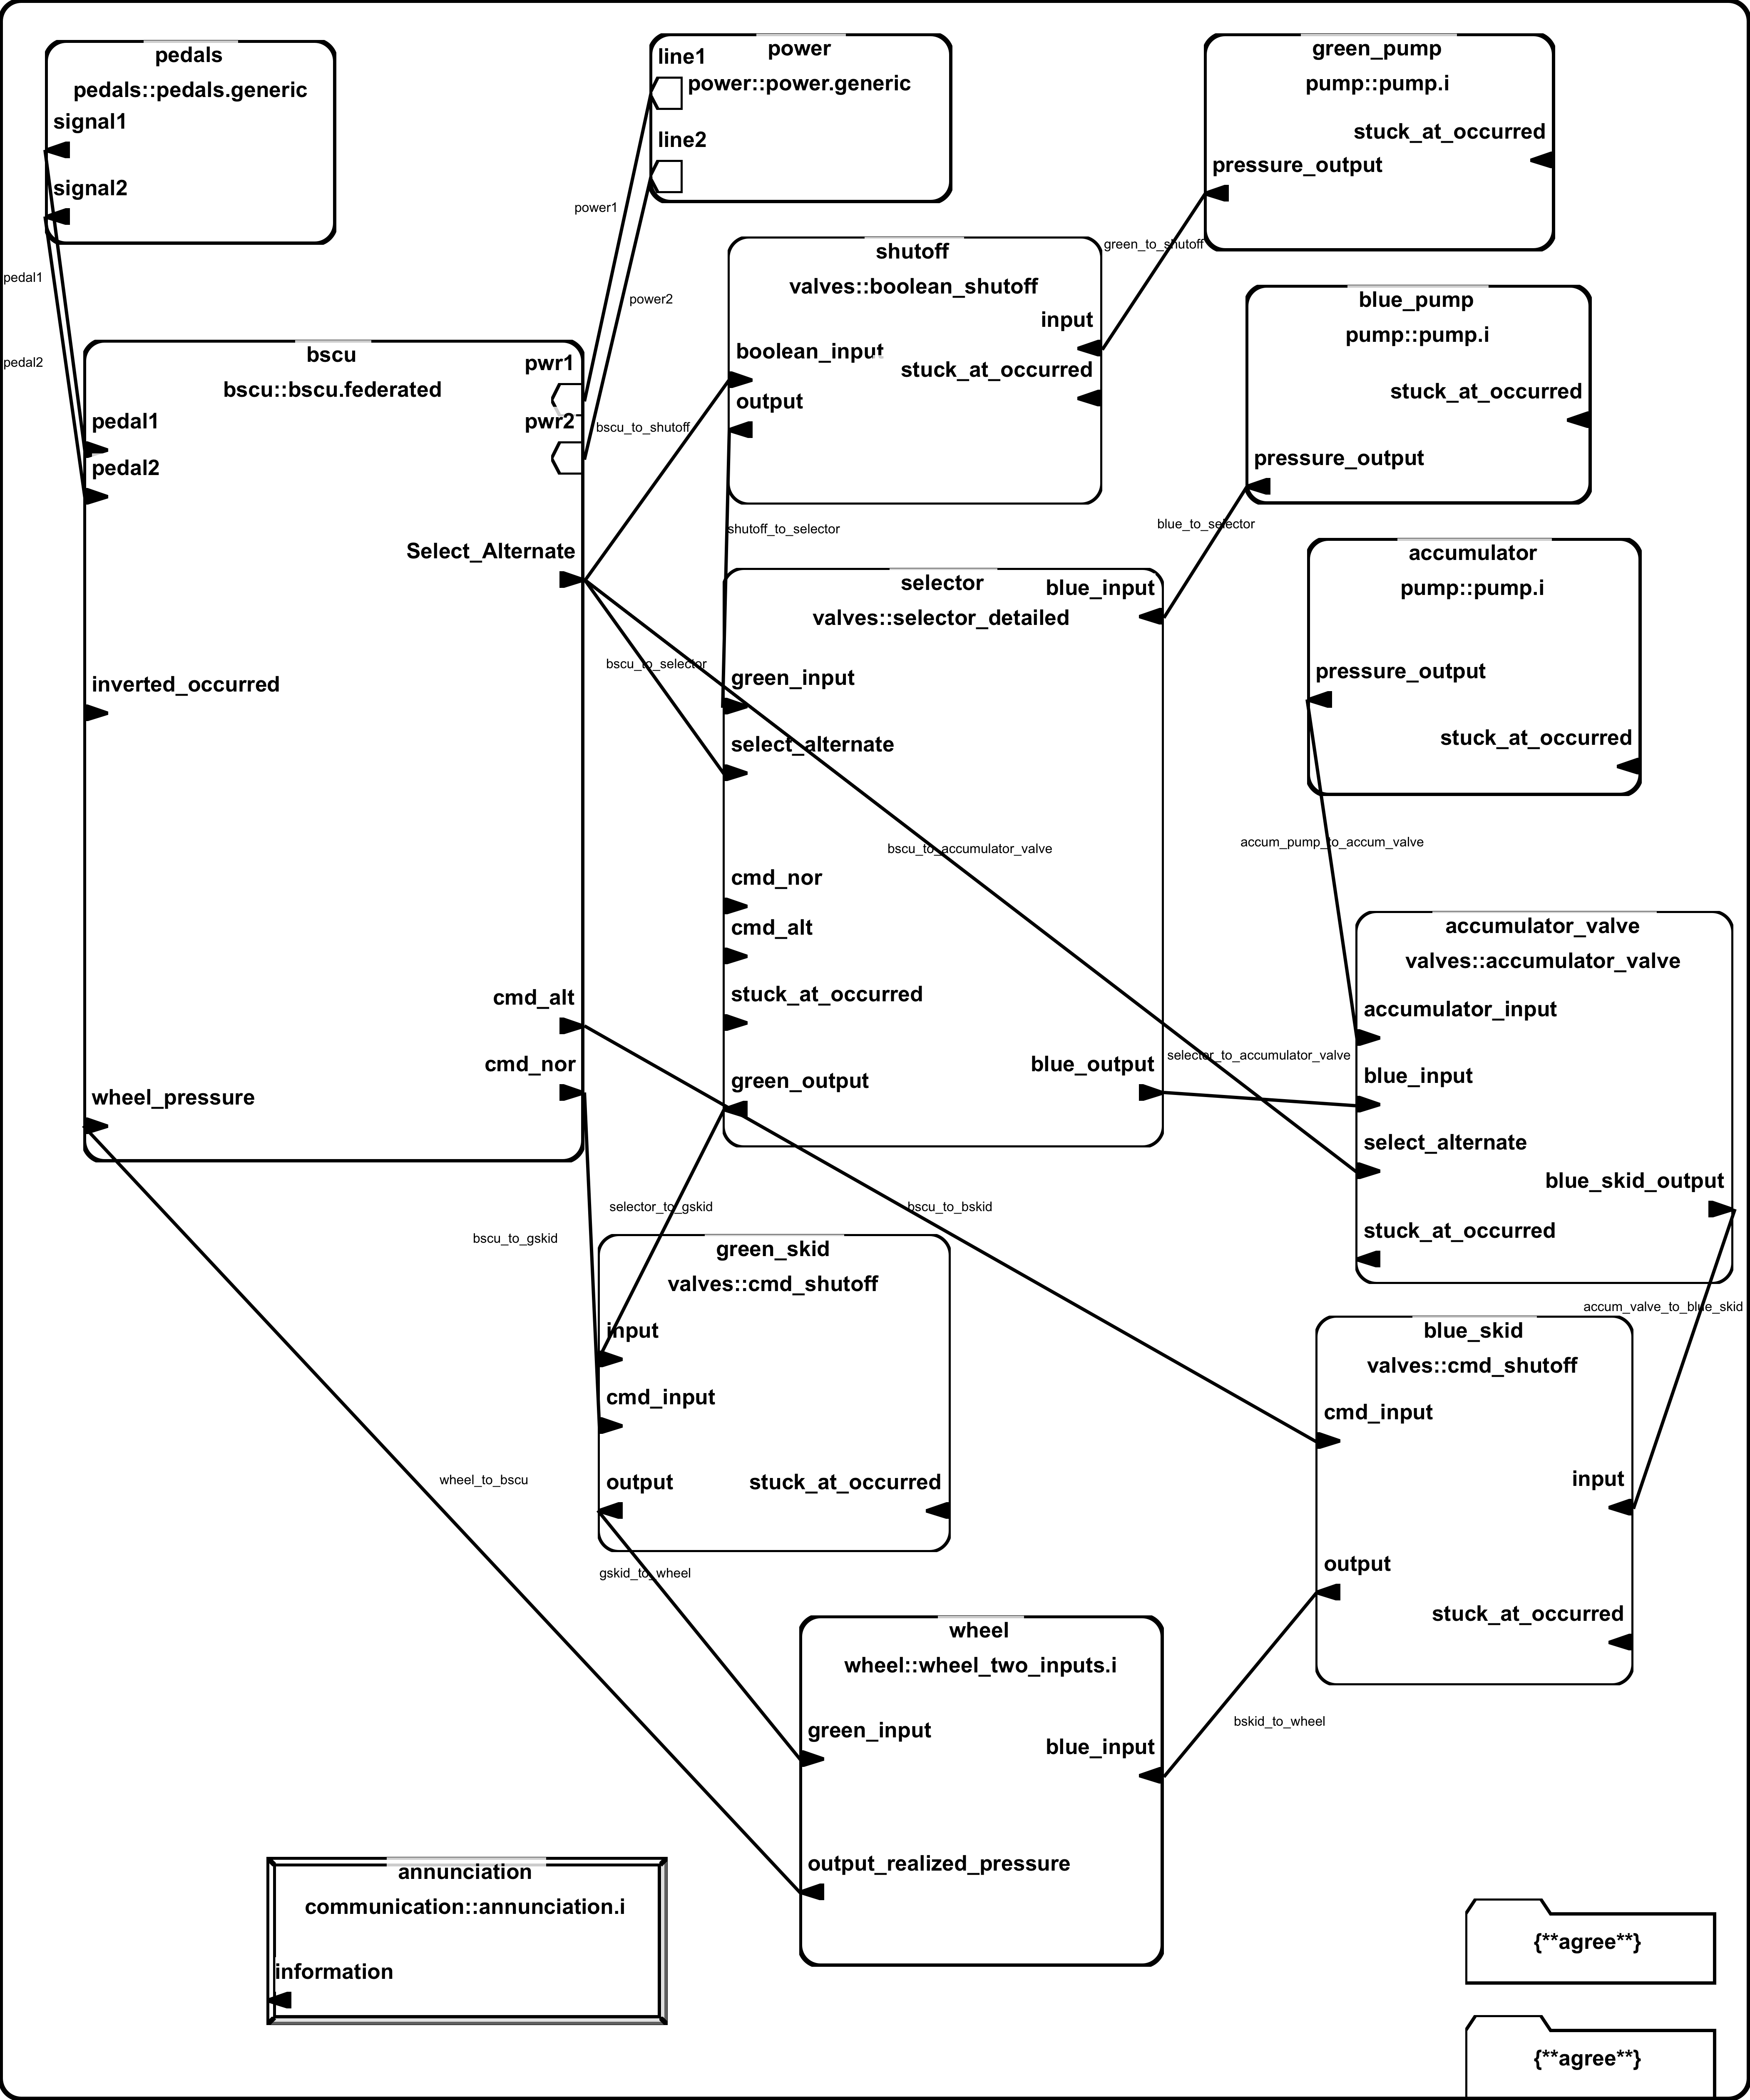 pedals
pedals::pedals.generic
signal1
signal2
pedal1
pedal2
line1
power
power::power.generic
line2
power1
power2
green_pump
pump::pump.i
stuck_at_occurred
pressure_output
green_to_shutoff
shutoff
valves::boolean_shutoff
input
boolean_input
stuck_at_occurred
output
blue_pump
pump::pump.i
stuck_at_occurred
pressure_output
bscu
bscu::bscu.federated
pwr1
pwr2
pedal1
pedal2
Select_Alternate
inverted_occurred
cmd_alt
cmd_nor
wheel_pressure
bscu_to_shutoff
shutoff_to_selector
blue_to_selector
bscu_to_selector
selector
valves::selector_detailed
blue_input
green_input
select_alternate
bscu_to_accumulator_valve
cmd_nor
cmd_alt
stuck_at_occurred
green_output
blue_output
accumulator
pump::pump.i
pressure_output
stuck_at_occurred
accum_pump_to_accum_valve
accumulator_valve
valves::accumulator_valve
accumulator_input
blue_input
select_alternate
blue_skid_output
stuck_at_occurred
selector_to_accumulator_valve
selector_to_gskid
bscu_to_bskid
bscu_to_gskid
accum_valve_to_blue_skid
green_skid
valves::cmd_shutoff
input
cmd_input
output
stuck_at_occurred
blue_skid
valves::cmd_shutoff
cmd_input
input
output
stuck_at_occurred
wheel_to_bscu
gskid_to_wheel
bskid_to_wheel
wheel
wheel::wheel_two_inputs.i
green_input
blue_input
output_realized_pressure
annunciation
communication::annunciation.i
information
{**agree**}
{**agree**}